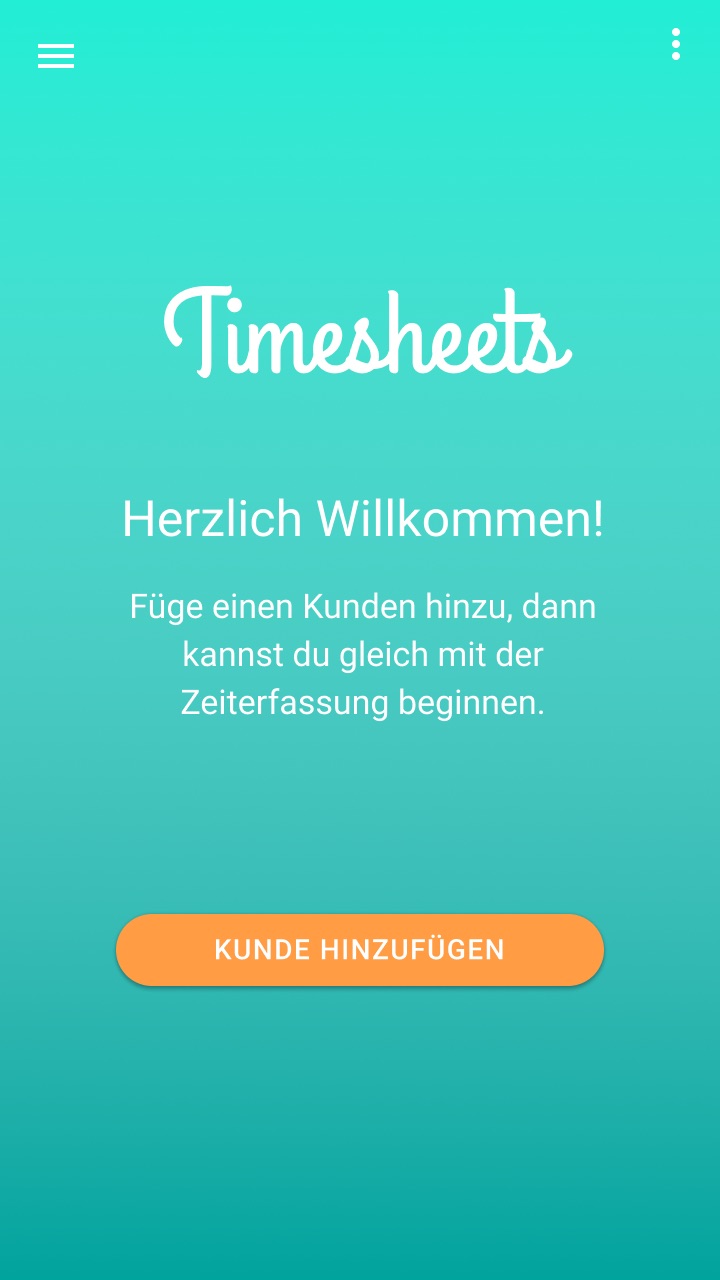 Timesheets
Herzlich Willkommen!
Füge einen Kunden hinzu, dann
kannst du gleich mit der
Zeiterfassung beginnen.
KUNDE HINZUFÜGEN